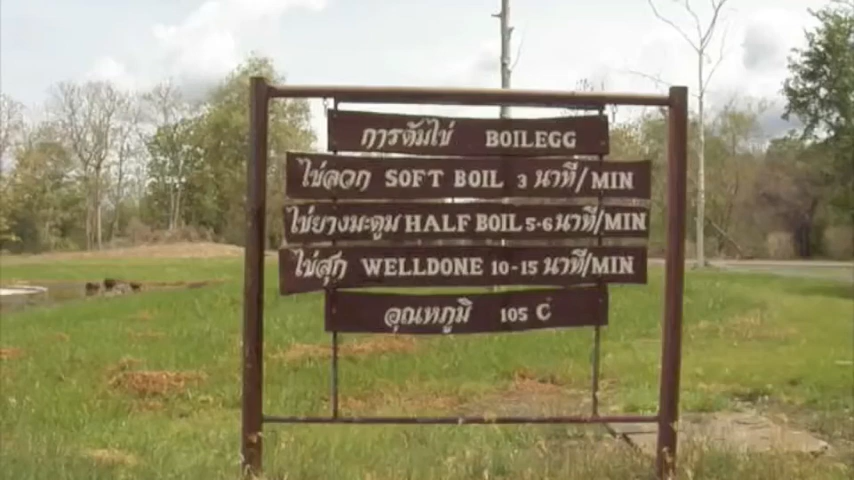 การต้มไข่ BOILEGG
ไข่ลวก SOFT BOIL 3 นาที/MIN
ไข่ยางมะตูม HALF BOIL 5-6 นาที/MIN
ไข่สุก WELLDONE 10-15 นาที/MIN
อุณหภูมิ 105 C